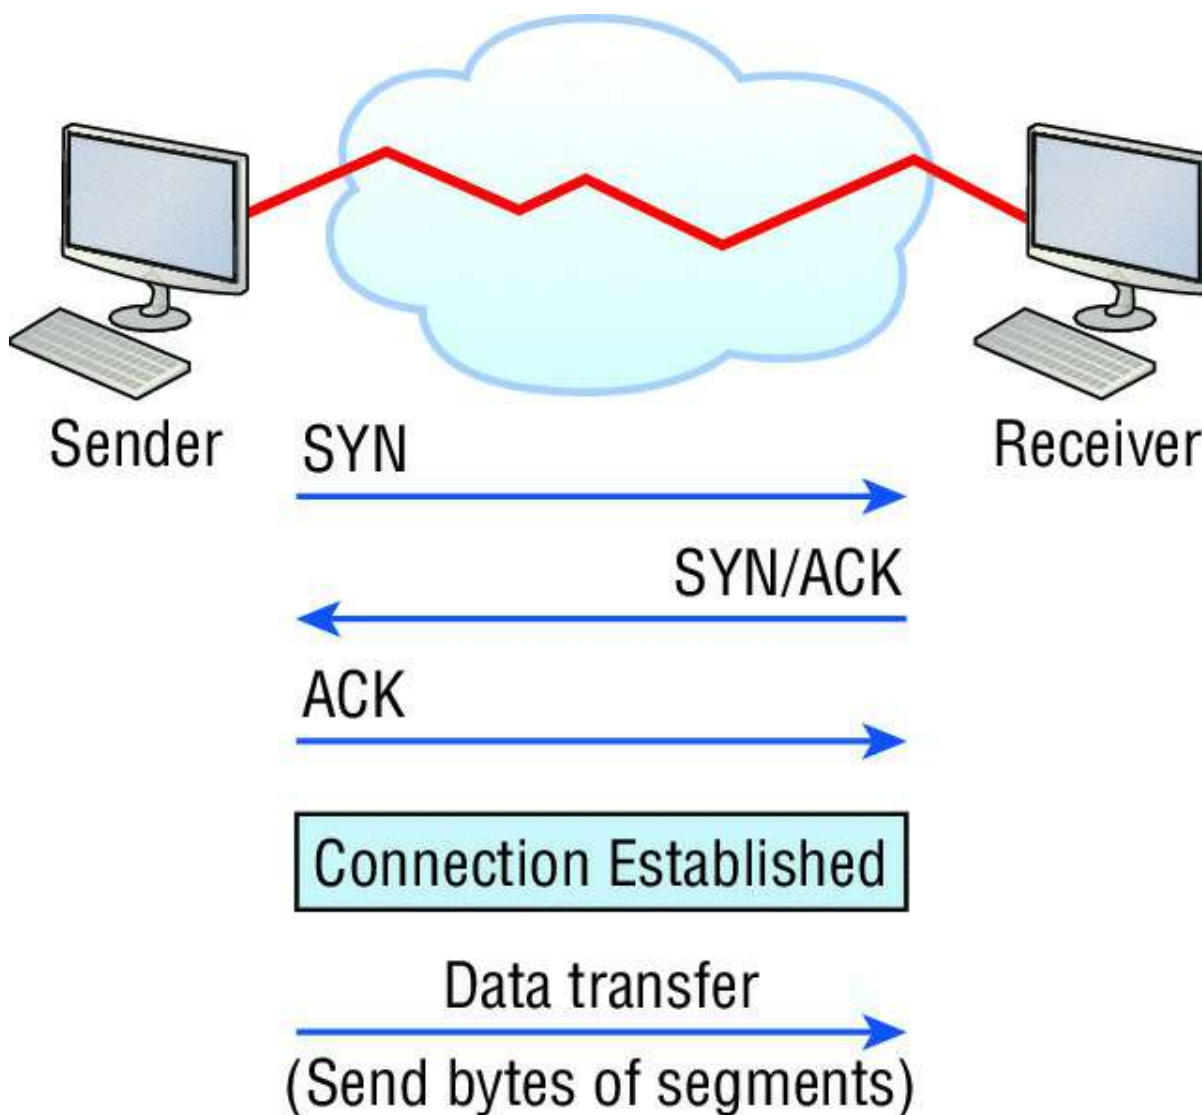 Sender
Receiver
SYN
SYN/ACK
ACK
Connection Established
Data transfer
(Send bytes of segments)